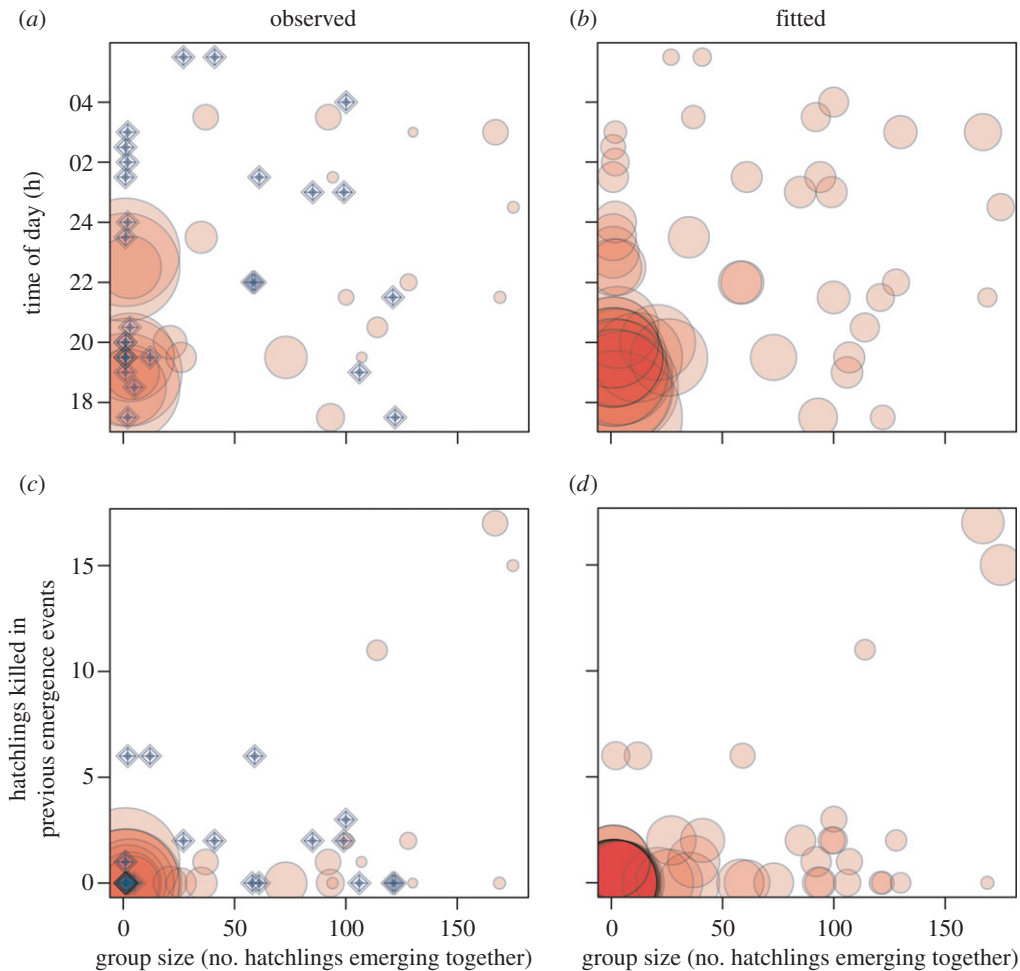 (a) observed (b) fitted
time of day (h)
04
02
24
22
20
18
(c) (d)
hatchlings killed in
previous emergence events
15
10
5
0
0 50 100 150 0 50 100 150
group size (no. hatchlings emerging together) group size (no. hatchlings emerging together)